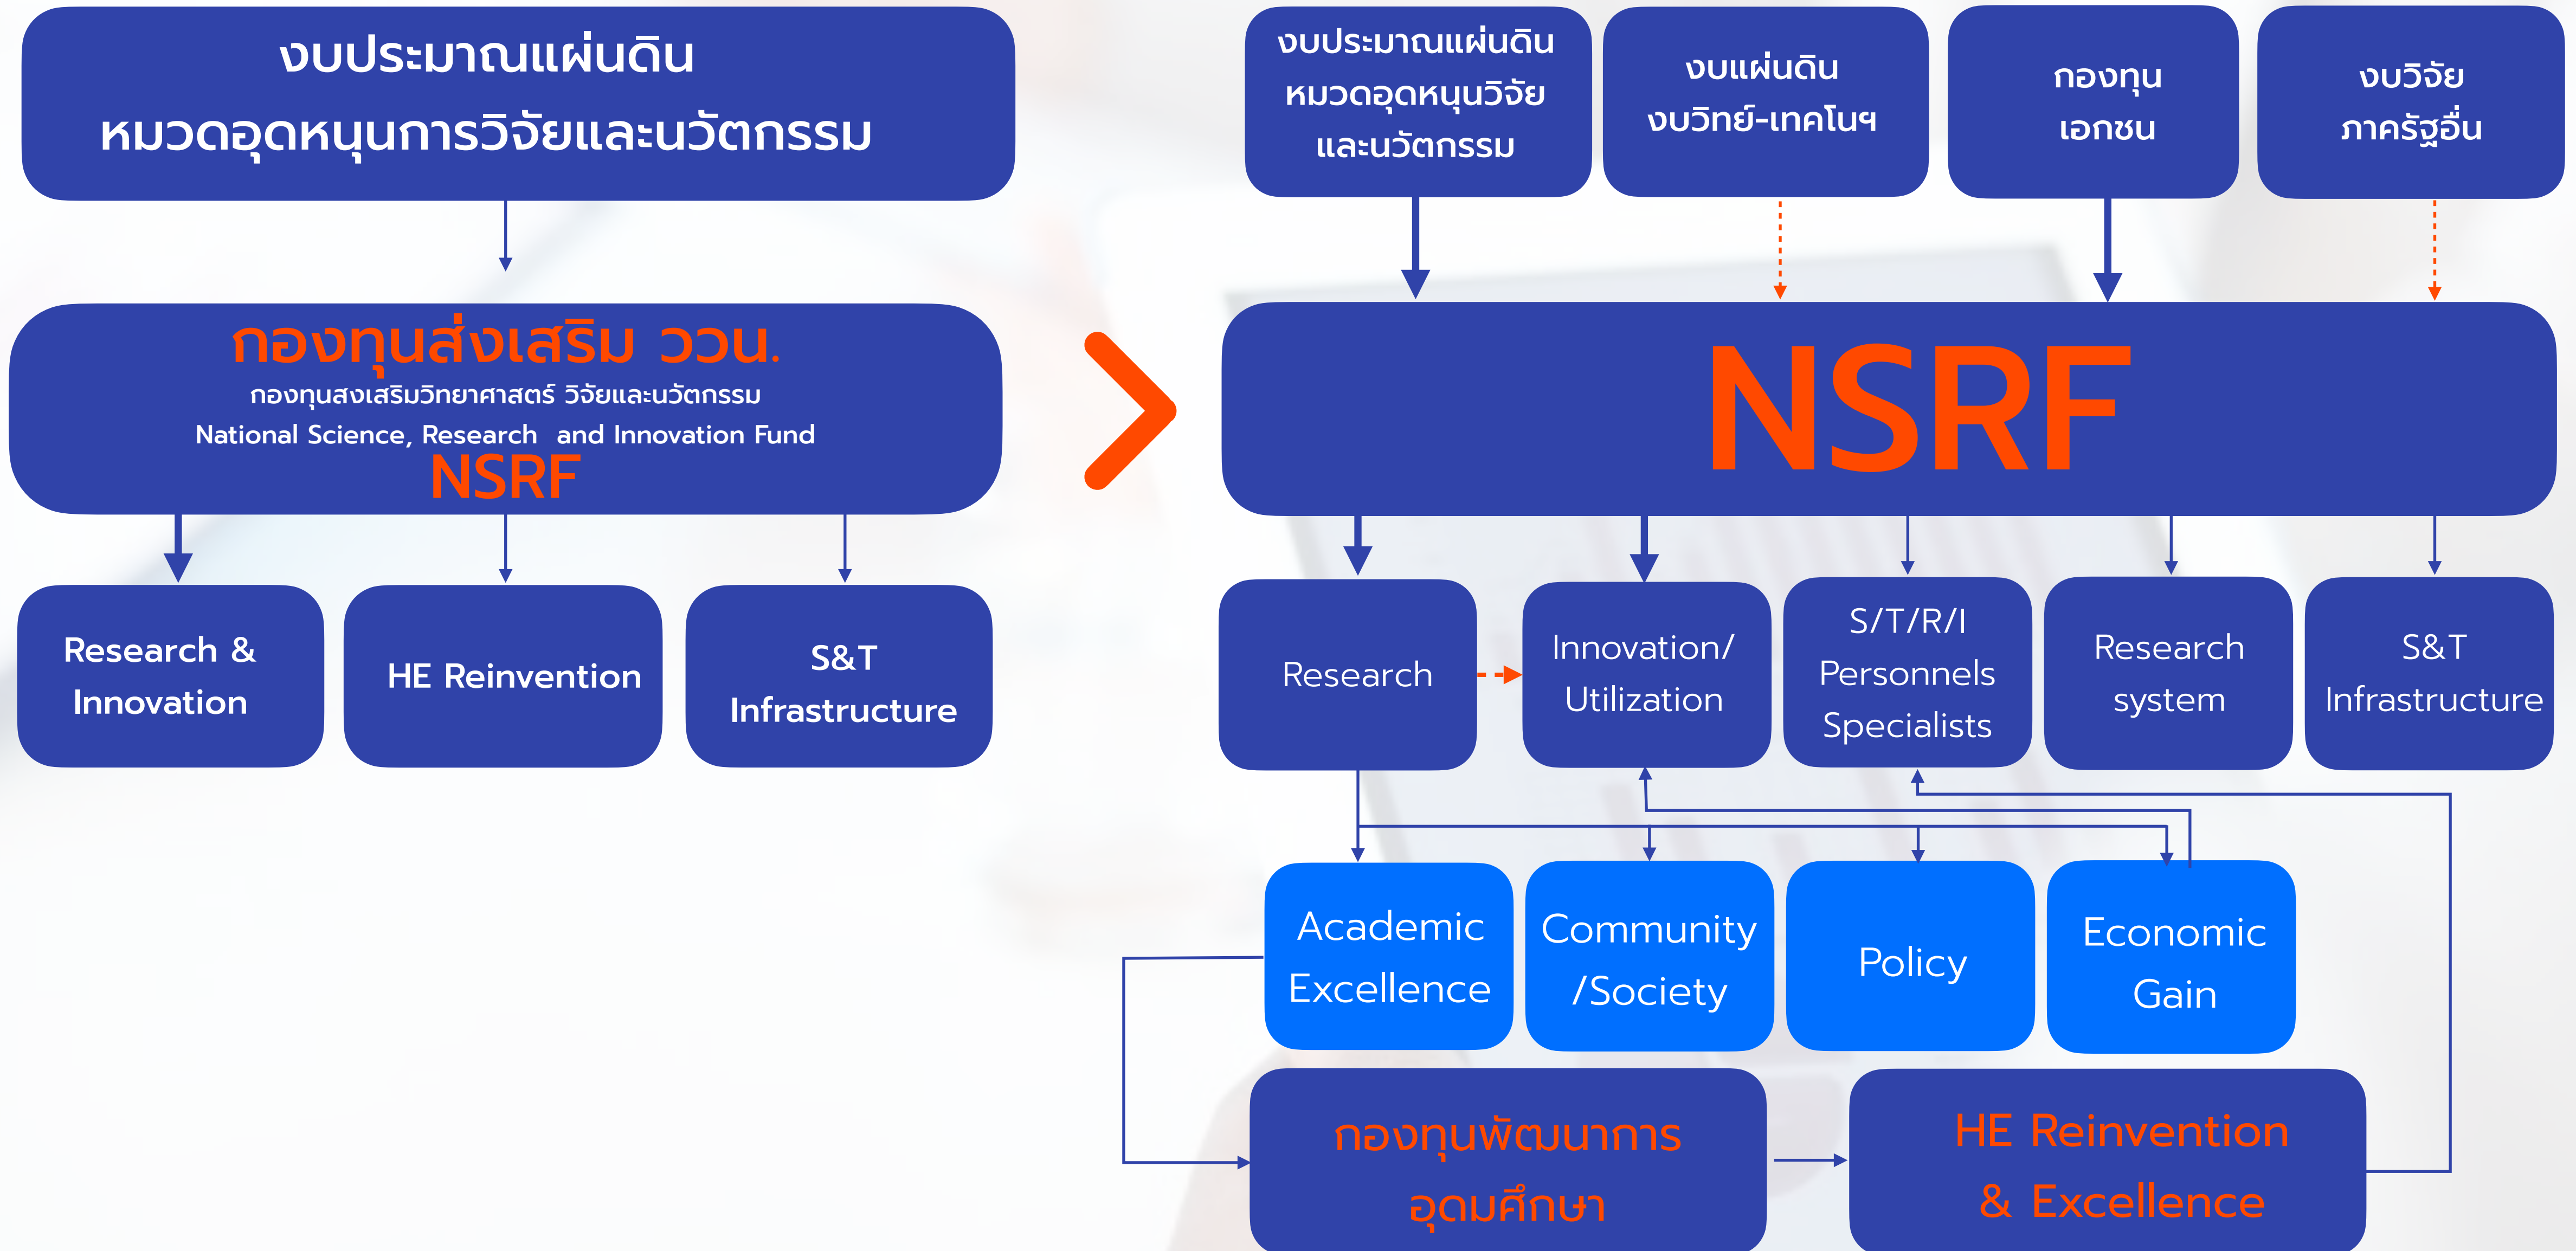 งบประมาณแผ่นดิน
หมวดอุดหนุนการวิจัยและนวัตกรรม
กองทุนส่งเสริม ววน.
กองทุนสงเสริมวิทยาศาสตร์ วิจัยและนวัตกรรม
National Science, Research and Innovation Fund
NSRF
Research &
Innovation
HE Reinvention
S&T
Infrastructure
งบประมาณแผ่นดิน
หมวดอุดหนุนวิจัย
และนวัตกรรม
งบแผ่นดิน
งบวิทย์-เทคโนฯ
กองทุน
เอกชน
งบวิจัย
ภาครัฐอื่น
NSRF
Research
Innovation/
Utilization
S/T/R/I
Personnels
Specialists
Research
system
S&T
Infrastructure
Academic
Excellence
Community
/Society
Policy
Economic
Gain
กองทุนพัฒนาการ
อุดมศึกษา
HE Reinvention
& Excellence